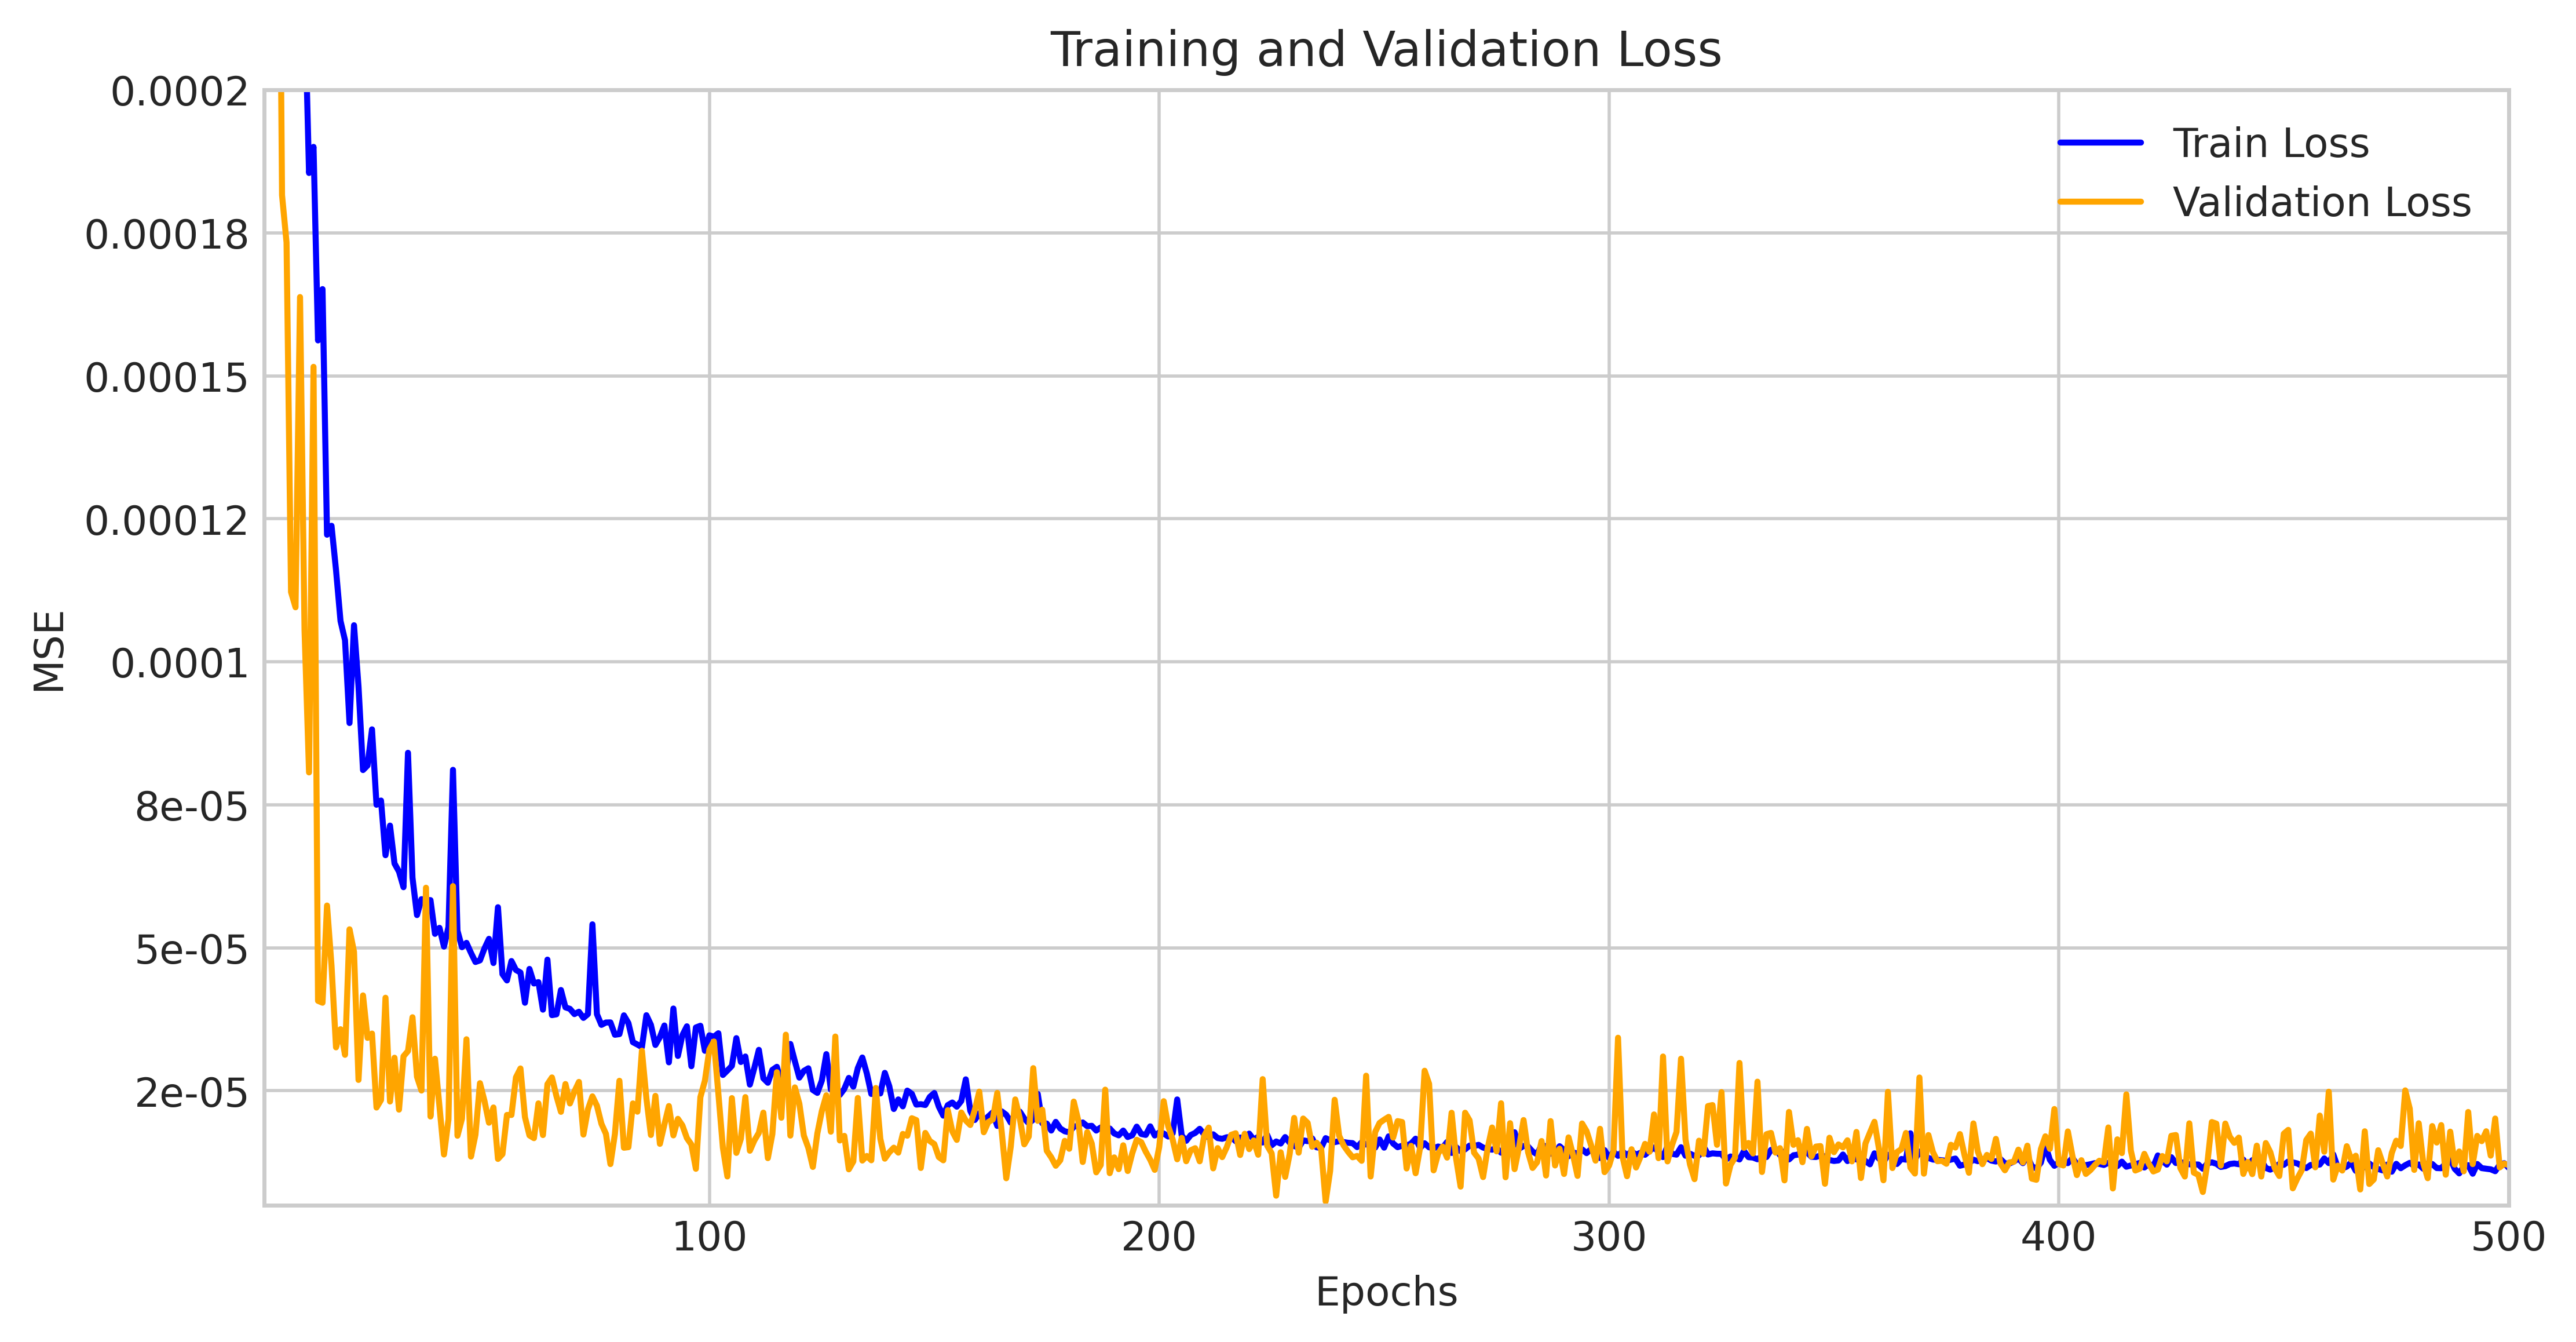 Training and Validation Loss
Train Loss
Validation Loss
0.0002
0.00018
0.00015
0.00012
0.0001
8e-05
5e-05
2e-05
MSE
100 200 300 400 500
Epochs